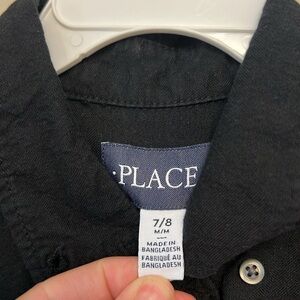 :PLACE
7/8
M/M
MADE IN
BANGLADESH
FABRIQUÉ AU
BANGLADESH